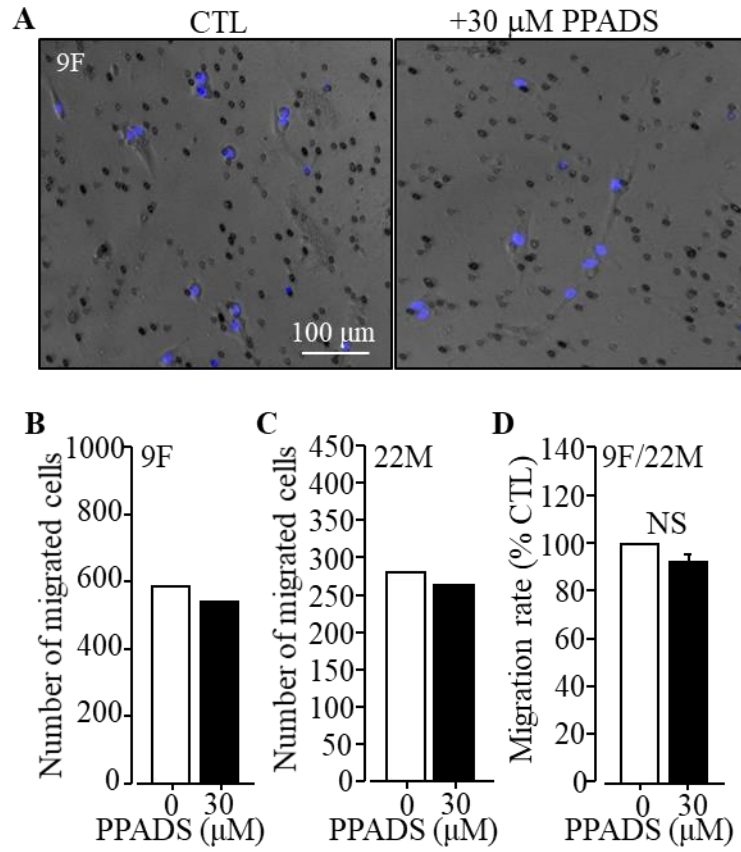 A
CTL
+30 μM PPADS
9F
100 μm
B
1000
800
600
400
200
0
Number of migrated cells
9F
0 30
PPADS (μM)
C
450
400
350
300
250
200
150
100
50
0
Number of migrated cells
22M
0 30
PPADS (μM)
D
140
120
100
80
60
40
20
0
Migration rate (% CTL)
9F/22M
NS
0 30
PPADS (μM)